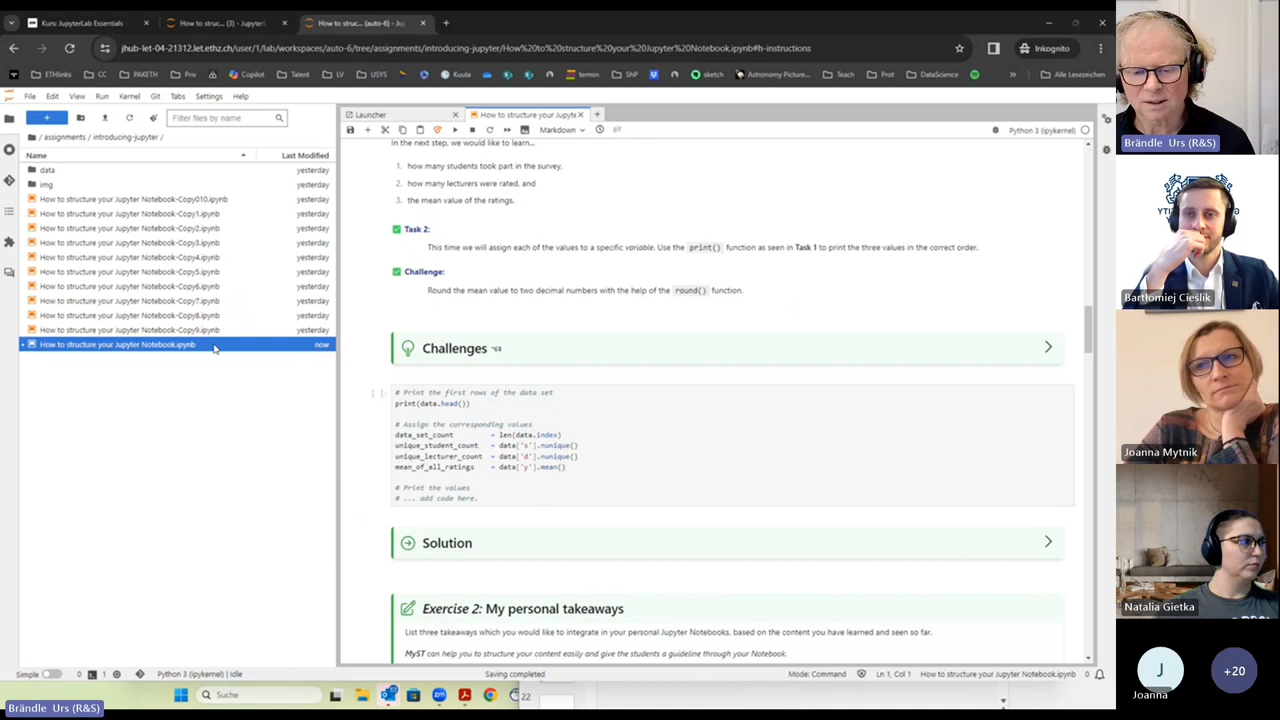 Kurs: JupyterLab Essentials
How to struc... (3) - JupyterL
How to struc... (auto-6) - Jup
jhub-let-04-21312.let.ethz.ch/user/1/lab/workspaces/auto-6/tree/assignments/introducing-jupyter/How%20to%20structure%20your%20Jupyter%20Notebook.ipynb#h-instructions
Inkognito
ETHlinks
CC
PAKETH
Priv
Copilot
Talent
LV
USYS
Kuula
termin
ShP
sketch
Astronomy Picture...
Teach
Prot
DataScience
Alle Lesezeichen
File Edit View Run Kernel Git Tabs Settings Help
Filter files by name
/ assignments / introducing-jupyter /
Name Last Modified
data yesterday
img yesterday
How to structure your Jupyter Notebook-Copy010.ipynb yesterday
How to structure your Jupyter Notebook-Copy1.ipynb yesterday
How to structure your Jupyter Notebook-Copy2.ipynb yesterday
How to structure your Jupyter Notebook-Copy3.ipynb yesterday
How to structure your Jupyter Notebook-Copy4.ipynb yesterday
How to structure your Jupyter Notebook-Copy5.ipynb yesterday
How to structure your Jupyter Notebook-Copy6.ipynb yesterday
How to structure your Jupyter Notebook-Copy7.ipynb yesterday
How to structure your Jupyter Notebook-Copy8.ipynb yesterday
How to structure your Jupyter Notebook-Copy9.ipynb yesterday
How to structure your Jupyter Notebook.ipynb now
Launcher
How to structure your Jupyte
Markdown
Python 3 (ipykernel)
In the next step, we would like to learn...
1. how many students took part in the survey.
2. how many lecturers were rated, and
3. the mean value of the ratings.
Task 2:
This time we will assign each of the values to a specific variable. Use the print() function as seen in Task 1 to print the three values in the correct order.
Challenge:
Round the mean value to two decimal numbers with the help of the round() function.
Challenges
[ ]:
# Print the first rows of the data set
print(data.head())
# Assign the corresponding values
data_set_count = len(data.index)
unique_student_count = data['s'].nunique()
unique_lecturer_count = data['d'].nunique()
mean_of_all_ratings = data['y'].mean()
# Print the values
# ... add code here.
Solution
Exercise 2: My personal takeaways
List three takeaways which you would like to integrate in your personal Jupyter Notebooks, based on the content you have learned and seen so far.
MyST can help you to structure your content easily and give the students a guideline through your Notebook.
Simple 0 1 Python 3 (ipykernel) | Idle Saving completed Mode: Command Ln 1, Col 1 How to structure your Jupyter Notebook.ipynb 0
Suche
22
Brändle Urs (R&S)
Brändle Urs (R&S)
Bartłomiej Cieślik
Joanna Mytnik
Natalia Gietka
J
Joanna
+20